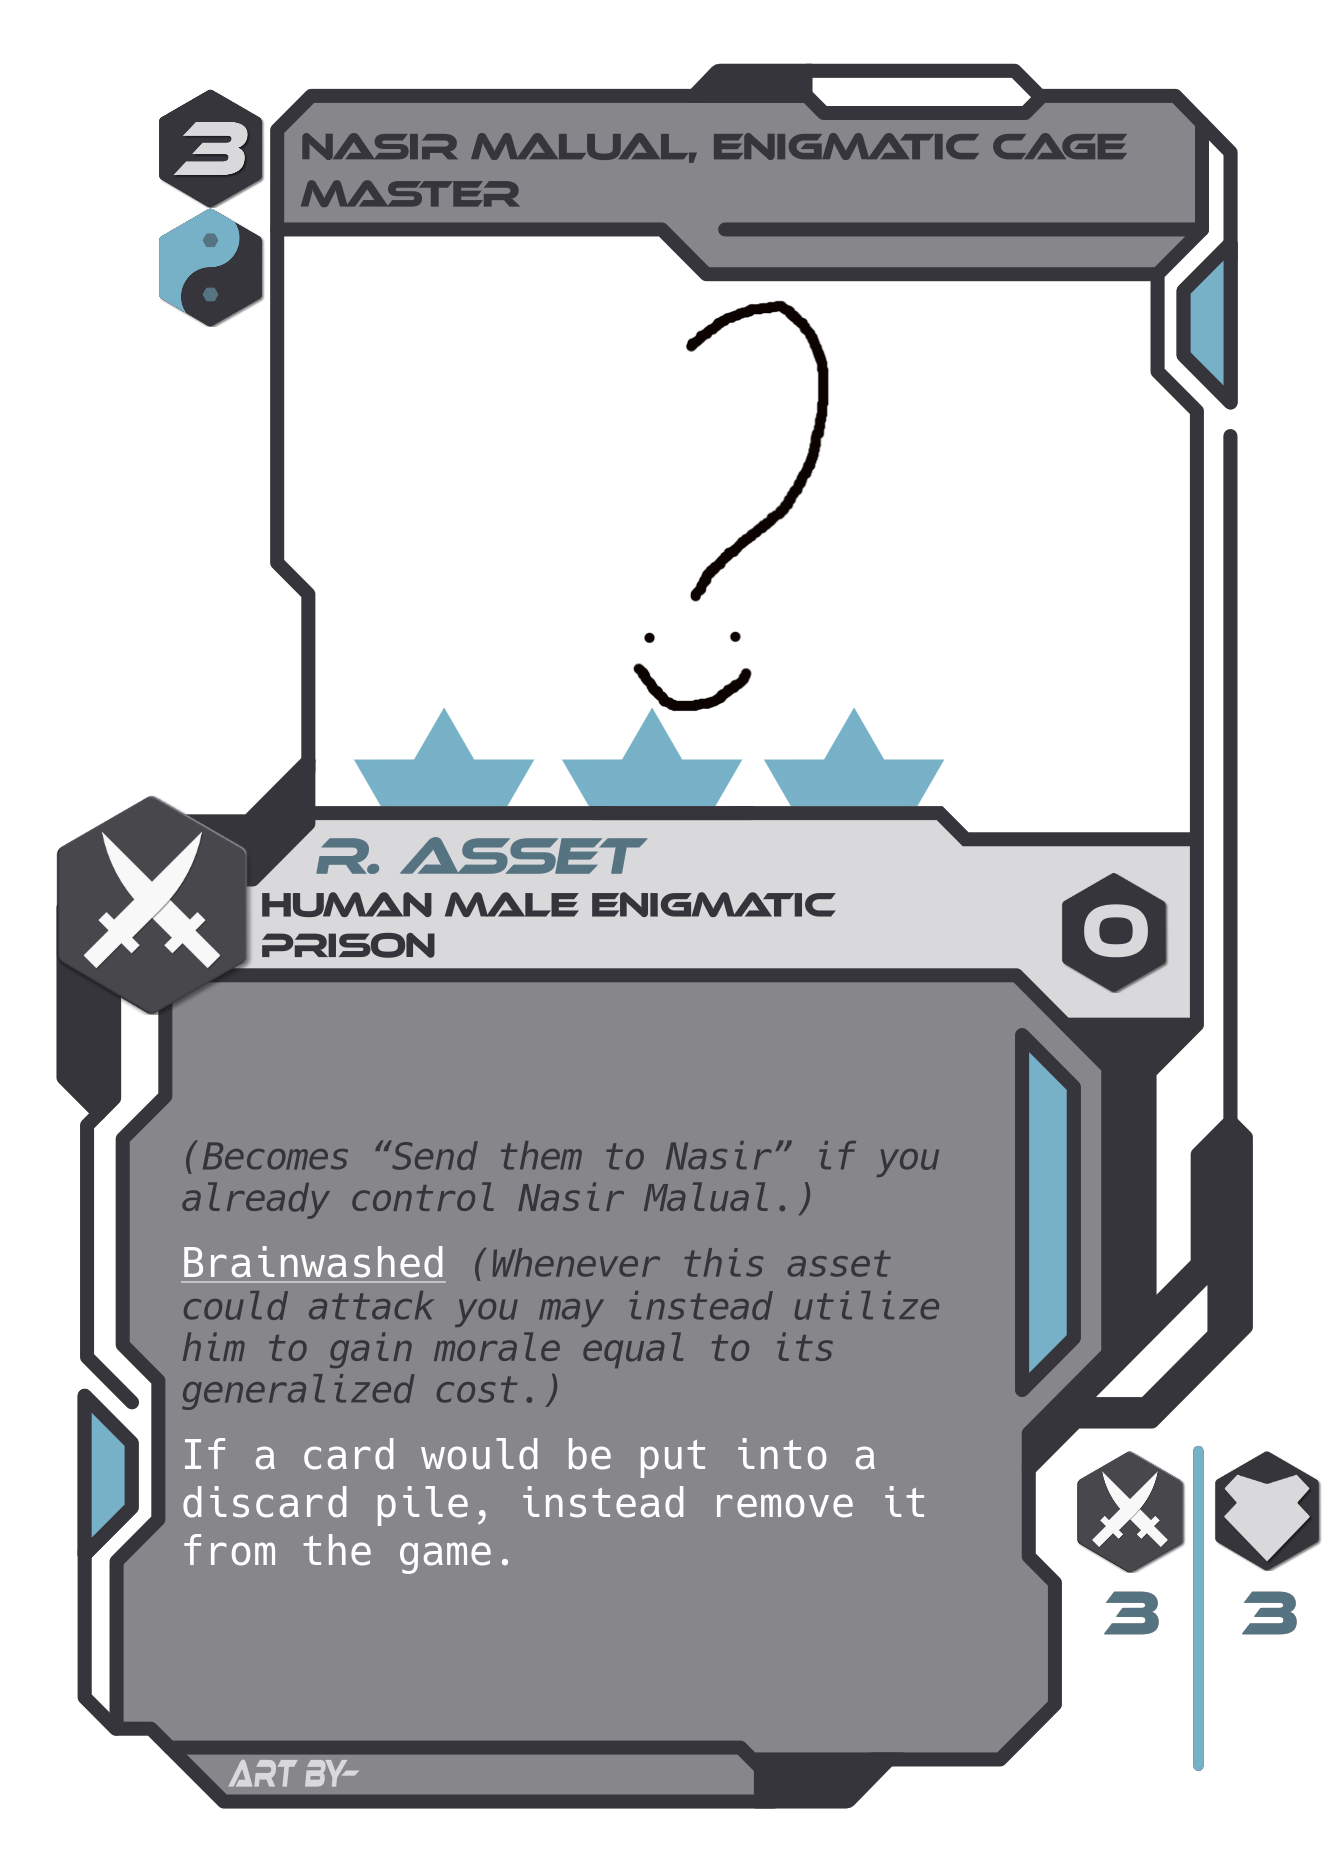 3
NASIR MALUAL, ENIGMATIC CAGE
MASTER
R. ASSET
HUMAN MALE ENIGMATIC
PRISON
0
(Becomes “Send them to Nasir” if you
already control Nasir Malual.)
Brainwashed (Whenever this asset
could attack you may instead utilize
him to gain morale equal to its
generalized cost.)
If a card would be put into a
discard pile, instead remove it
from the game.
3 3
ART BY-